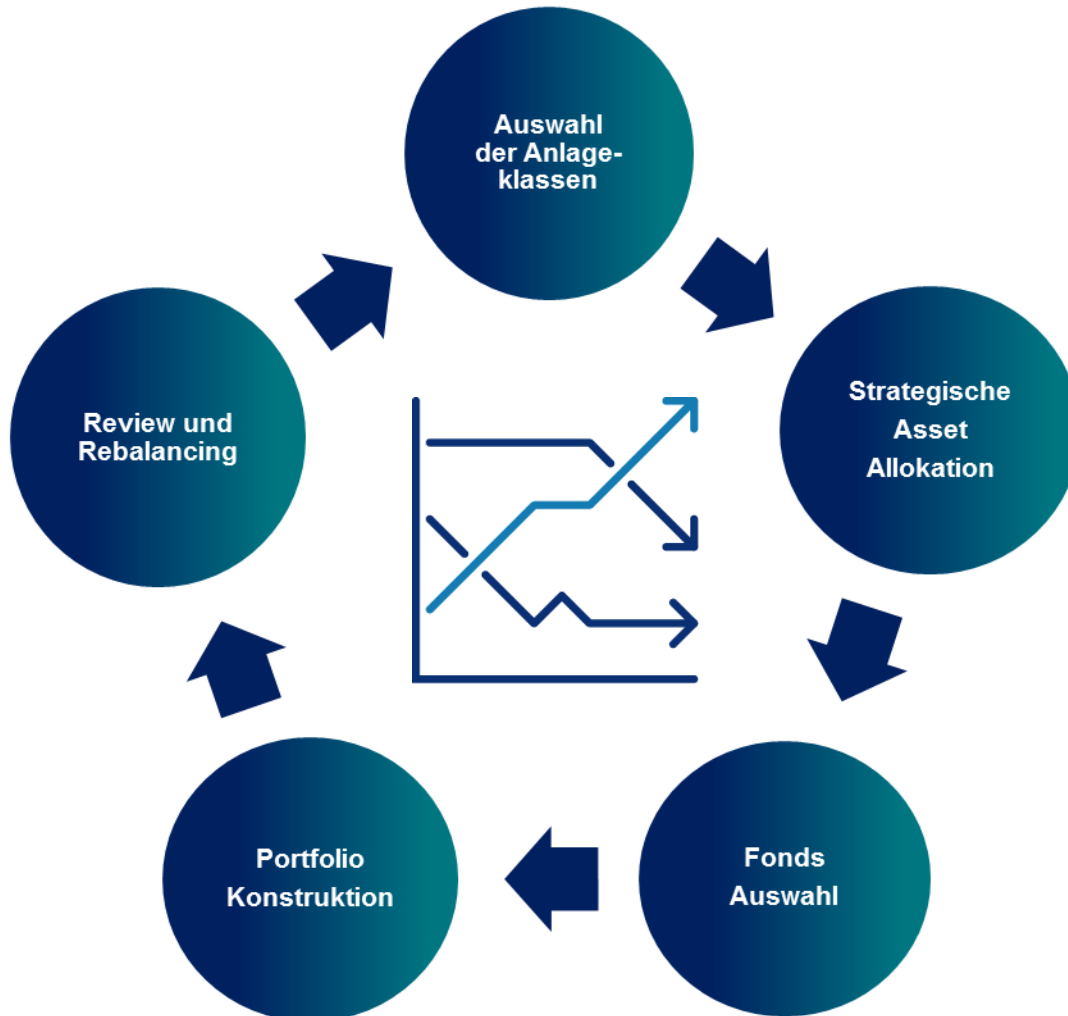 Auswahl
der Anlage-
klassen
Strategische
Asset
Allokation
Fonds
Auswahl
Portfolio
Konstruktion
Review und
Rebalancing